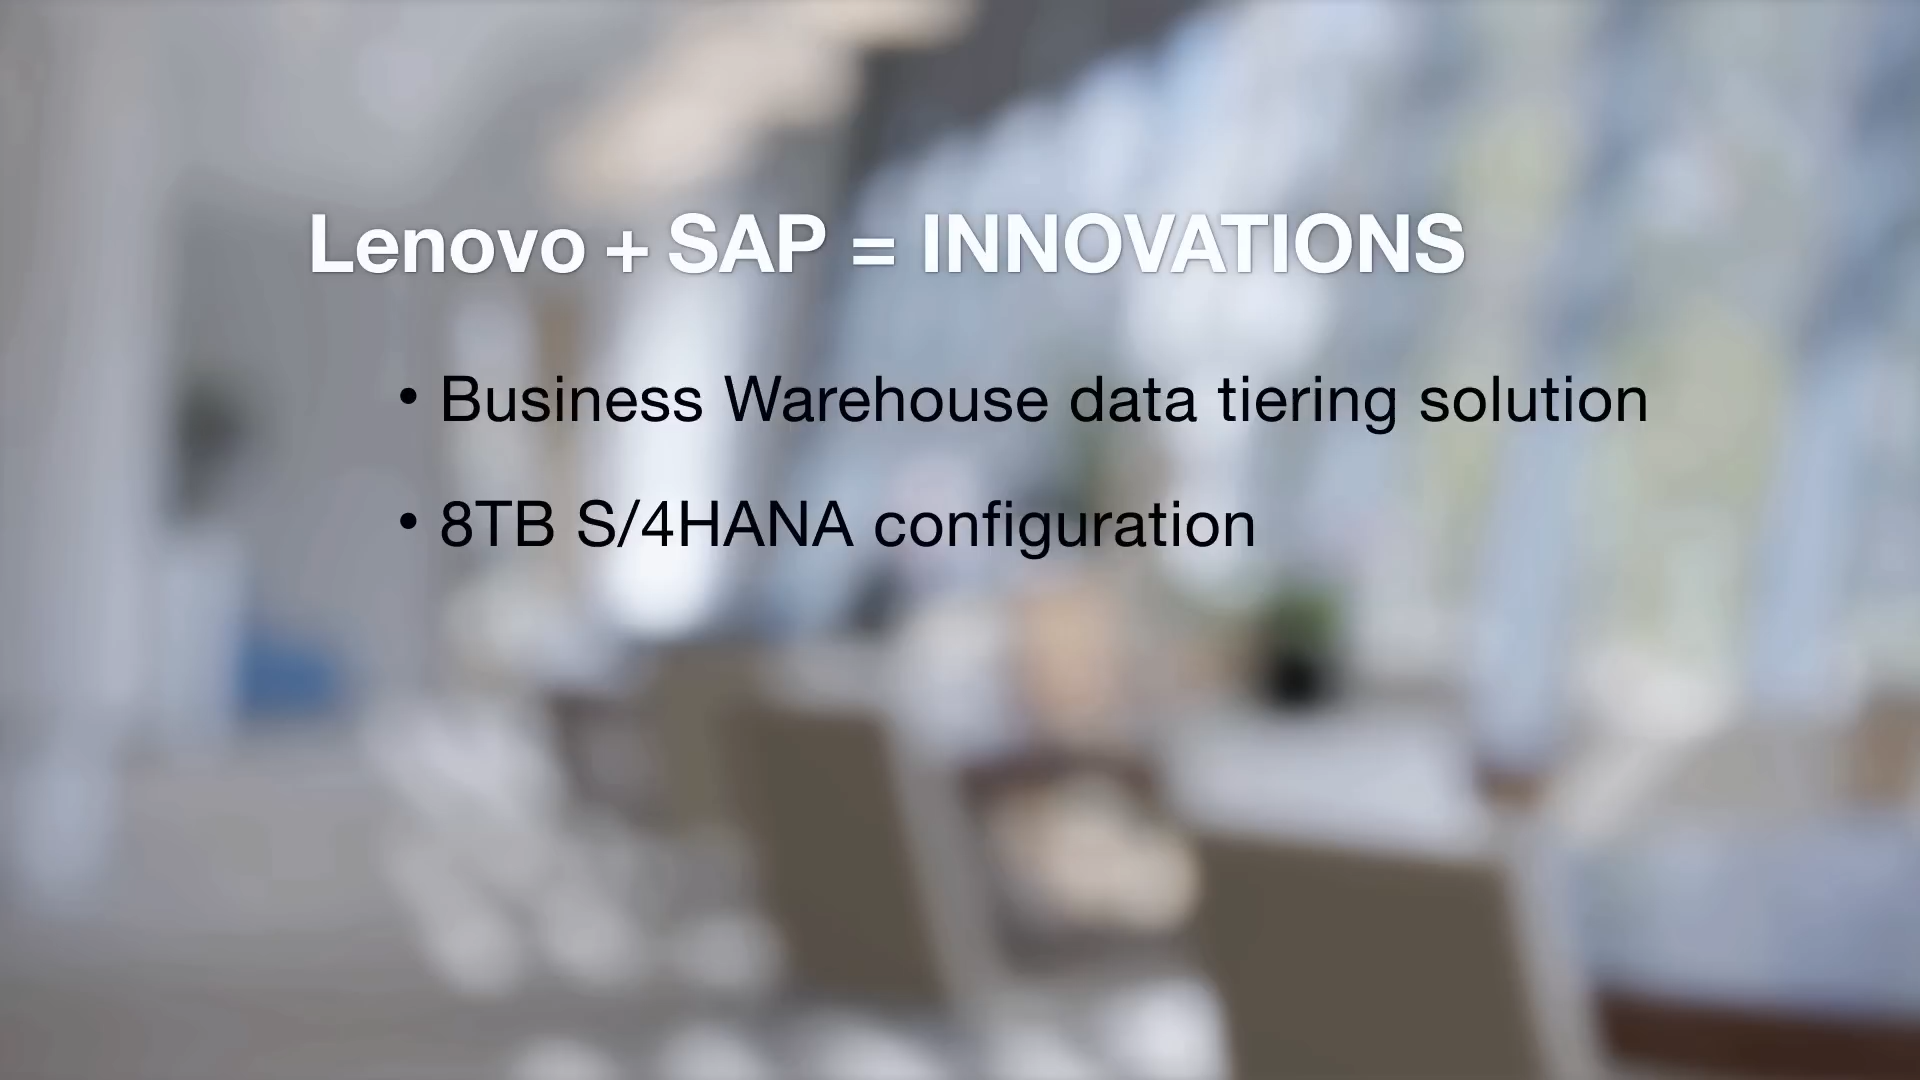 Lenovo + SAP = INNOVATIONS
• Business Warehouse data tiering solution
• 8TB S/4HANA configuration